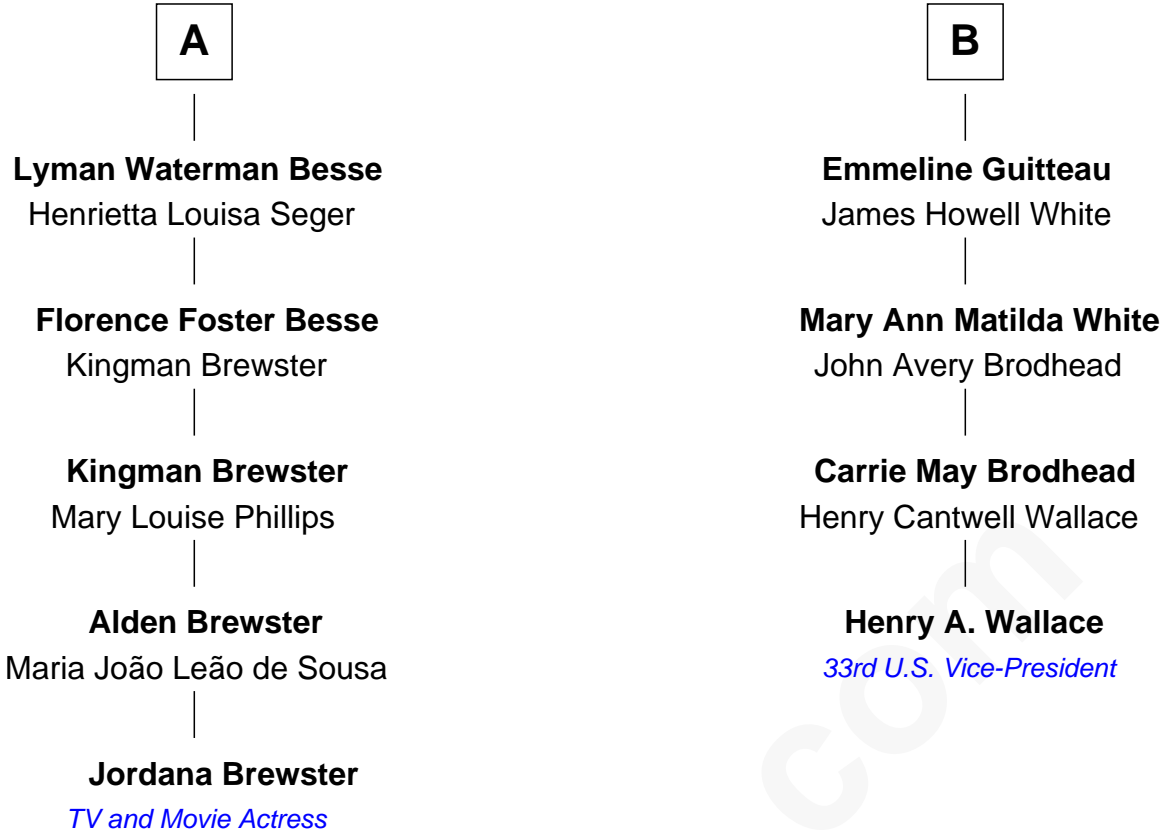 A
Lyman Waterman Besse
Henrietta Louisa Seger
Florence Foster Besse
Kingman Brewster
Kingman Brewster
Mary Louise Phillips
Alden Brewster
Maria João Leão de Sousa
Jordana Brewster
TV and Movie Actress
B
Emmeline Guitteau
James Howell White
Mary Ann Matilda White
John Avery Brodhead
Carrie May Brodhead
Henry Cantwell Wallace
Henry A. Wallace
33rd U.S. Vice-President
com